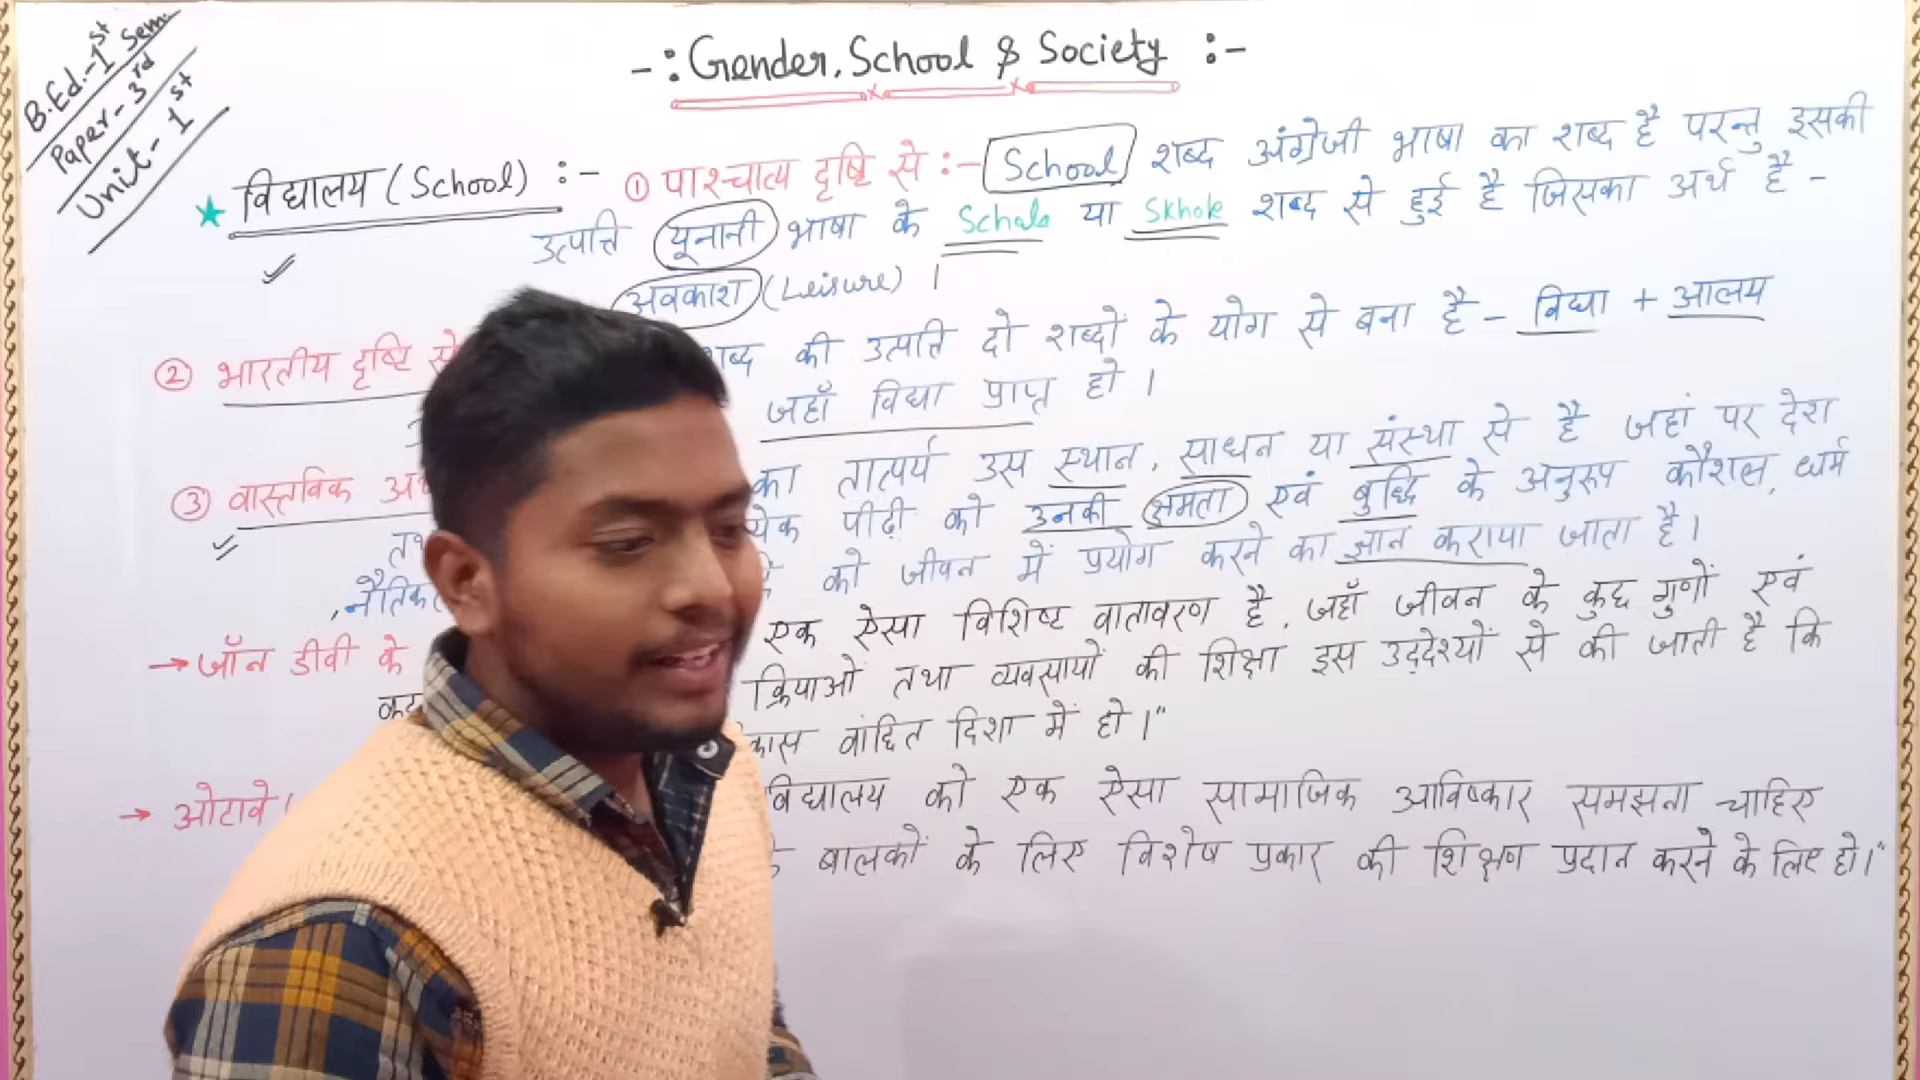 B.Ed.-1st Sem.
Paper-3rd
Unit-1st
-: Gender, School & Society :-
★ विद्यालय (School) :-
① पाश्चात्य दृष्टि से :- School शब्द अंग्रेजी भाषा का शब्द है परन्तु इसकी
उत्पत्ति यूनानी भाषा के Schola या Skhole शब्द से हुई है जिसका अर्थ है -
अवकाश (Leisure) ।
② भारतीय दृष्टि से शब्द की उत्पत्ति दो शब्दों के योग से बना है - विद्या + आलय
जहाँ विद्या प्राप्त हो ।
③ वास्तविक का तात्पर्य उस स्थान, साधन या संस्था से है जहां पर देश
पीढ़ी को उनकी क्षमता एवं बुद्धि के अनुरूप कौशल, धर्म
को जीवन में प्रयोग करने का ज्ञान कराया जाता है।
→ जॉन डीवी के एक ऐसा विशिष्ट वातावरण है, जहाँ जीवन के कुछ गुणों एवं
क्रियाओं तथा व्यवसायों की शिक्षा इस उद्देश्यों से की जाती है कि
वांछित दिशा में हो।"
→ ओटावे विद्यालय को एक ऐसा सामाजिक आविष्कार समझना चाहिए
बालकों के लिए विशेष प्रकार की शिक्षण प्रदान करने के लिए हो।"